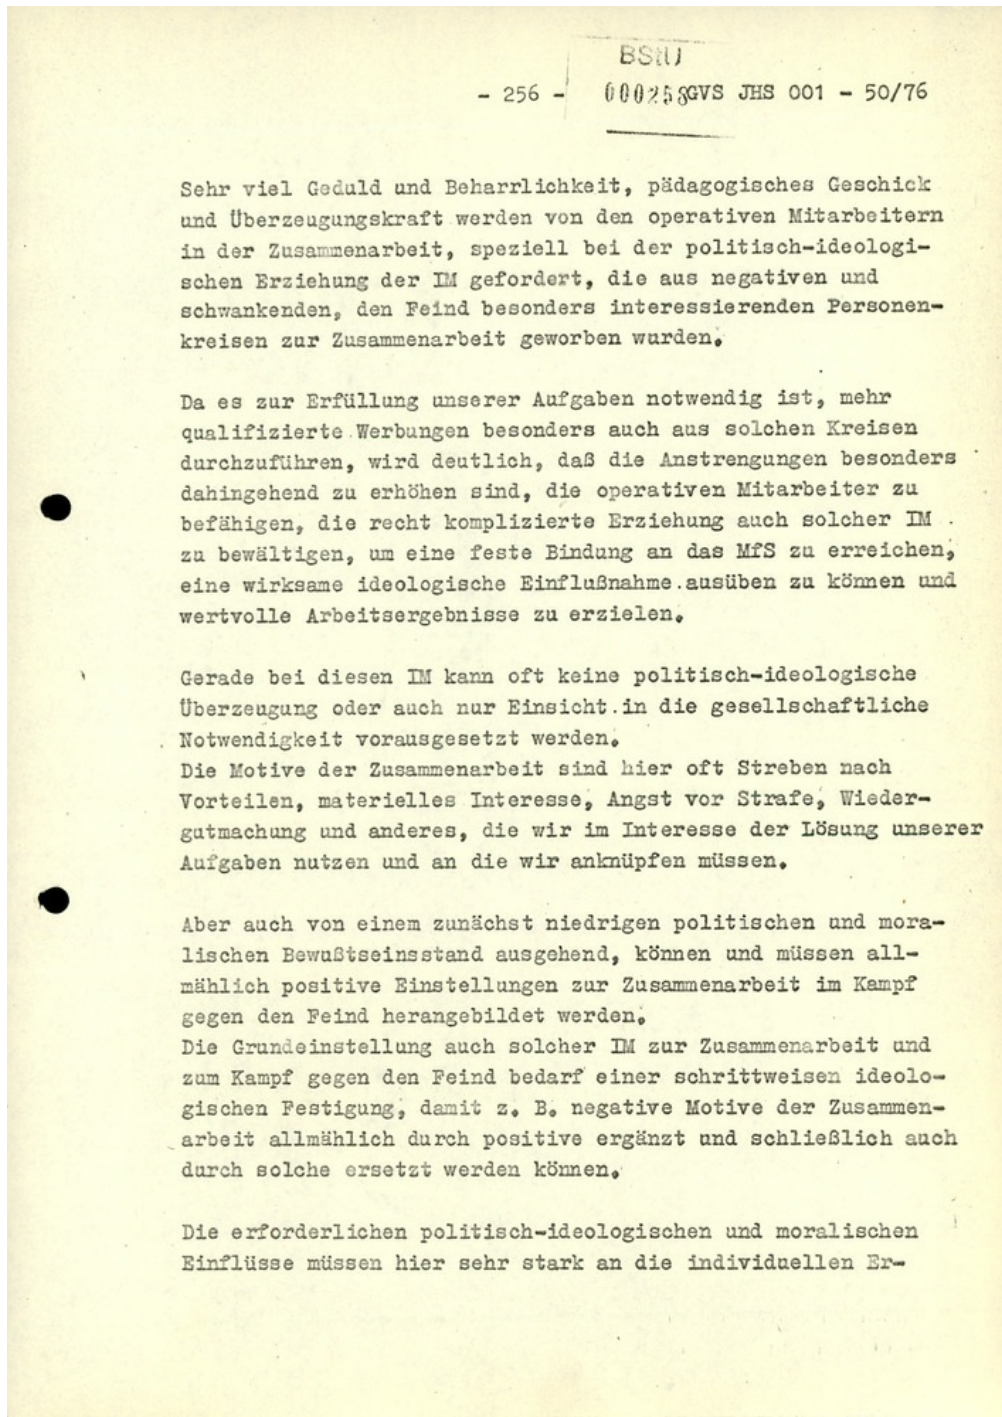 BStU
- 256 - 000258 GVS JHS 001 - 50/76
Sehr viel Geduld und Beharrlichkeit, pädagogisches Geschick
und Überzeugungskraft werden von den operativen Mitarbeitern
in der Zusammenarbeit, speziell bei der politisch-ideologi-
schen Erziehung der IM gefordert, die aus negativen und
schwankenden, den Feind besonders interessierenden Personen-
kreisen zur Zusammenarbeit geworben wurden.
Da es zur Erfüllung unserer Aufgaben notwendig ist, mehr
qualifizierte Werbungen besonders auch aus solchen Kreisen
durchzuführen, wird deutlich, daß die Anstrengungen besonders
dahingehend zu erhöhen sind, die operativen Mitarbeiter zu
befähigen, die recht komplizierte Erziehung auch solcher IM
zu bewältigen, um eine feste Bindung an das MfS zu erreichen,
eine wirksame ideologische Einflußnahme ausüben zu können und
wertvolle Arbeitsergebnisse zu erzielen.
Gerade bei diesen IM kann oft keine politisch-ideologische
Überzeugung oder auch nur Einsicht in die gesellschaftliche
Notwendigkeit vorausgesetzt werden.
Die Motive der Zusammenarbeit sind hier oft Streben nach
Vorteilen, materielles Interesse, Angst vor Strafe, Wieder-
gutmachung und anderes, die wir im Interesse der Lösung unserer
Aufgaben nutzen und an die wir anknüpfen müssen.
Aber auch von einem zunächst niedrigen politischen und mora-
lischen Bewußtseinsstand ausgehend, können und müssen all-
mählich positive Einstellungen zur Zusammenarbeit im Kampf
gegen den Feind herangebildet werden.
Die Grundeinstellung auch solcher IM zur Zusammenarbeit und
zum Kampf gegen den Feind bedarf einer schrittweisen ideolo-
gischen Festigung, damit z. B. negative Motive der Zusammen-
arbeit allmählich durch positive ergänzt und schließlich auch
durch solche ersetzt werden können.
Die erforderlichen politisch-ideologischen und moralischen
Einflüsse müssen hier sehr stark an die individuellen Er-